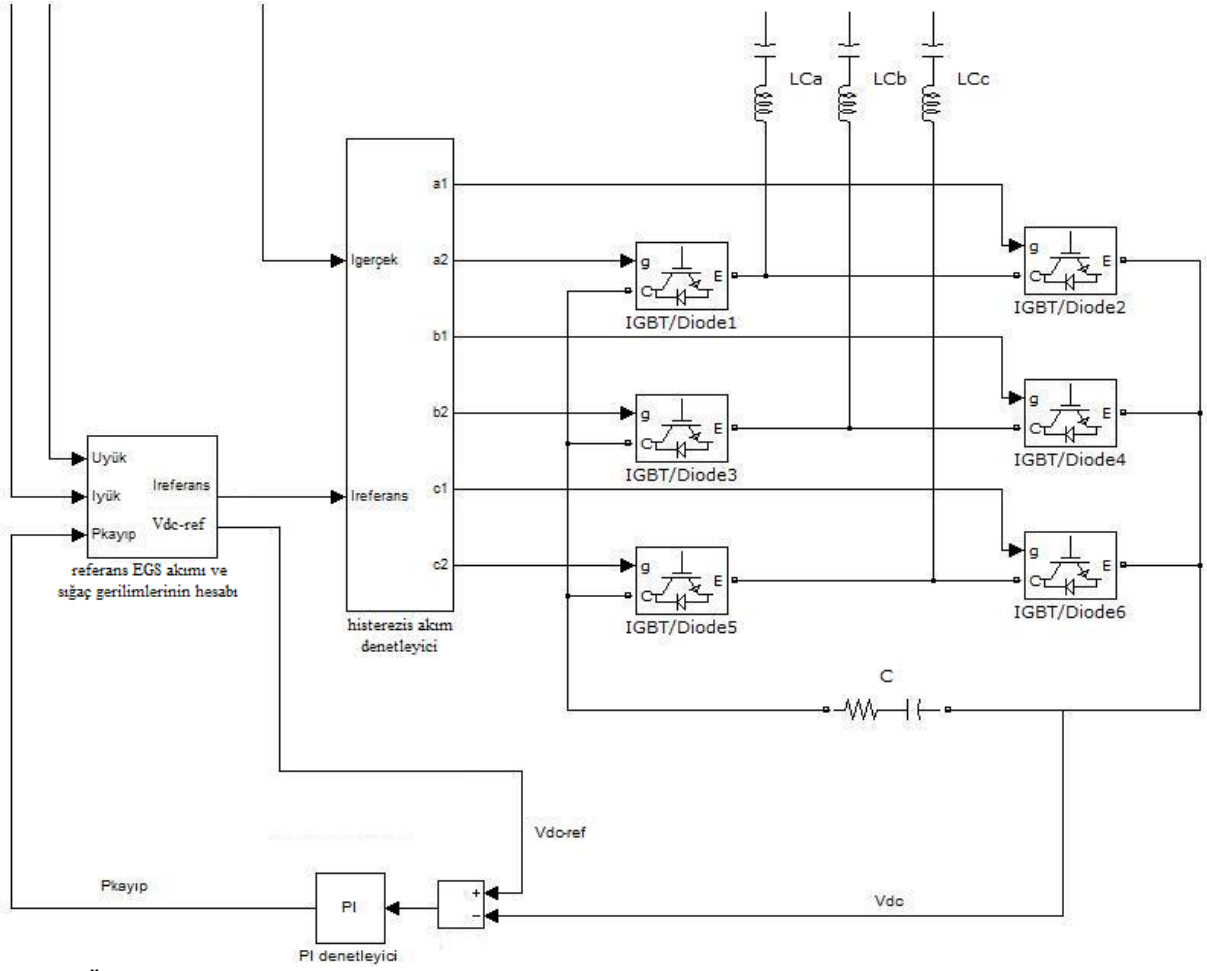 LCa
LCb
LCc
a1
Igerçek
a2
g
C
E
IGBT/Diode1
g
C
E
IGBT/Diode2
b1
b2
g
C
E
IGBT/Diode3
g
C
E
IGBT/Diode4
Uyük
Iyük
Pkayıp
Ireferans
Vdc-ref
referans EGS akımı ve
sığaç gerilimlerinin hesabı
Ireferans
c1
c2
histerezis akım
denetleyici
g
C
E
IGBT/Diode5
g
C
E
IGBT/Diode6
C
Vdc-ref
Pkayıp
PI
PI denetleyici
+
−
Vdc